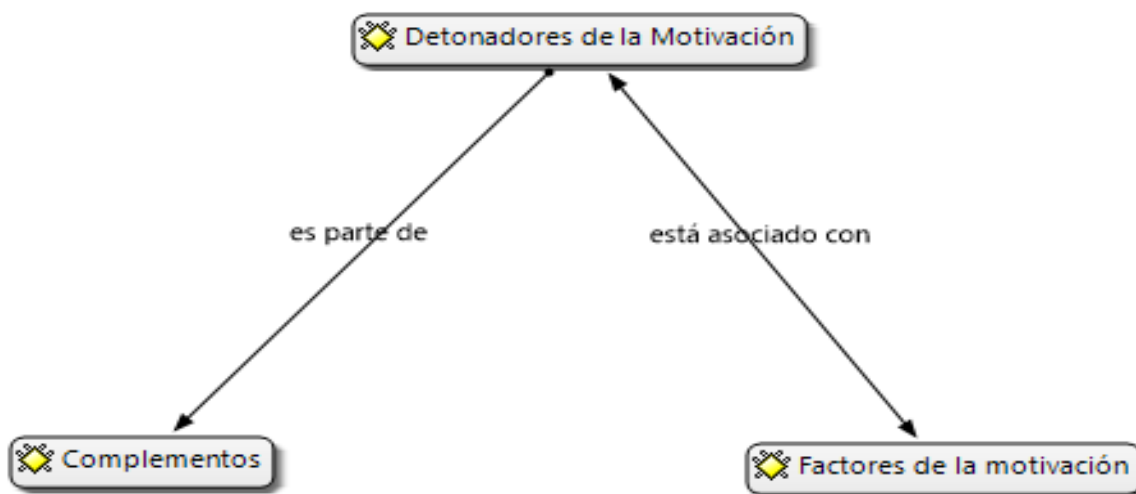 Detonadores de la Motivación
es parte de
está asociado con
Complementos
Factores de la motivación